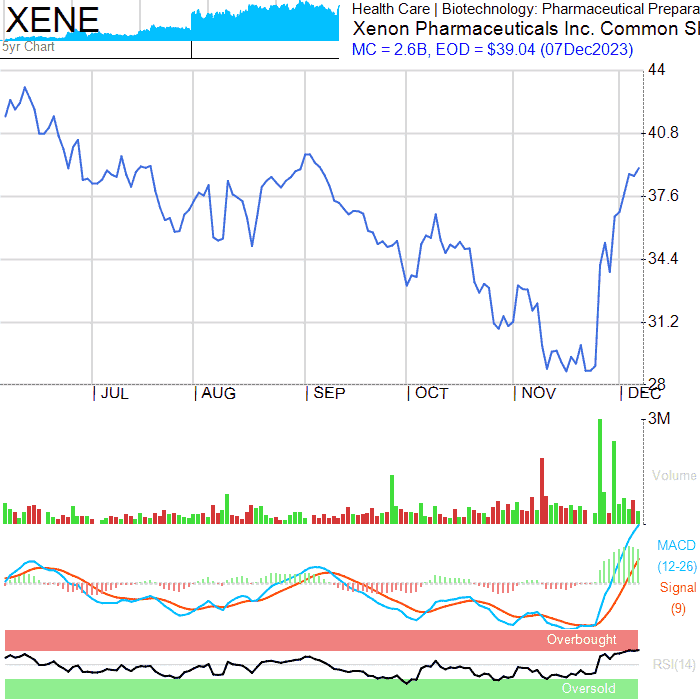 XENE
5yr Chart
Health Care | Biotechnology: Pharmaceutical Prepara
Xenon Pharmaceuticals Inc. Common
MC = 2.6B, EOD = $39.04 (07Dec2023)
44
40.8
37.6
34.4
31.2
28
JUL
AUG
SEP
OCT
NOV
DEC
3M
Volume
MACD
(12-26)
Signal
(9)
Overbought
RSI(14)
Oversold